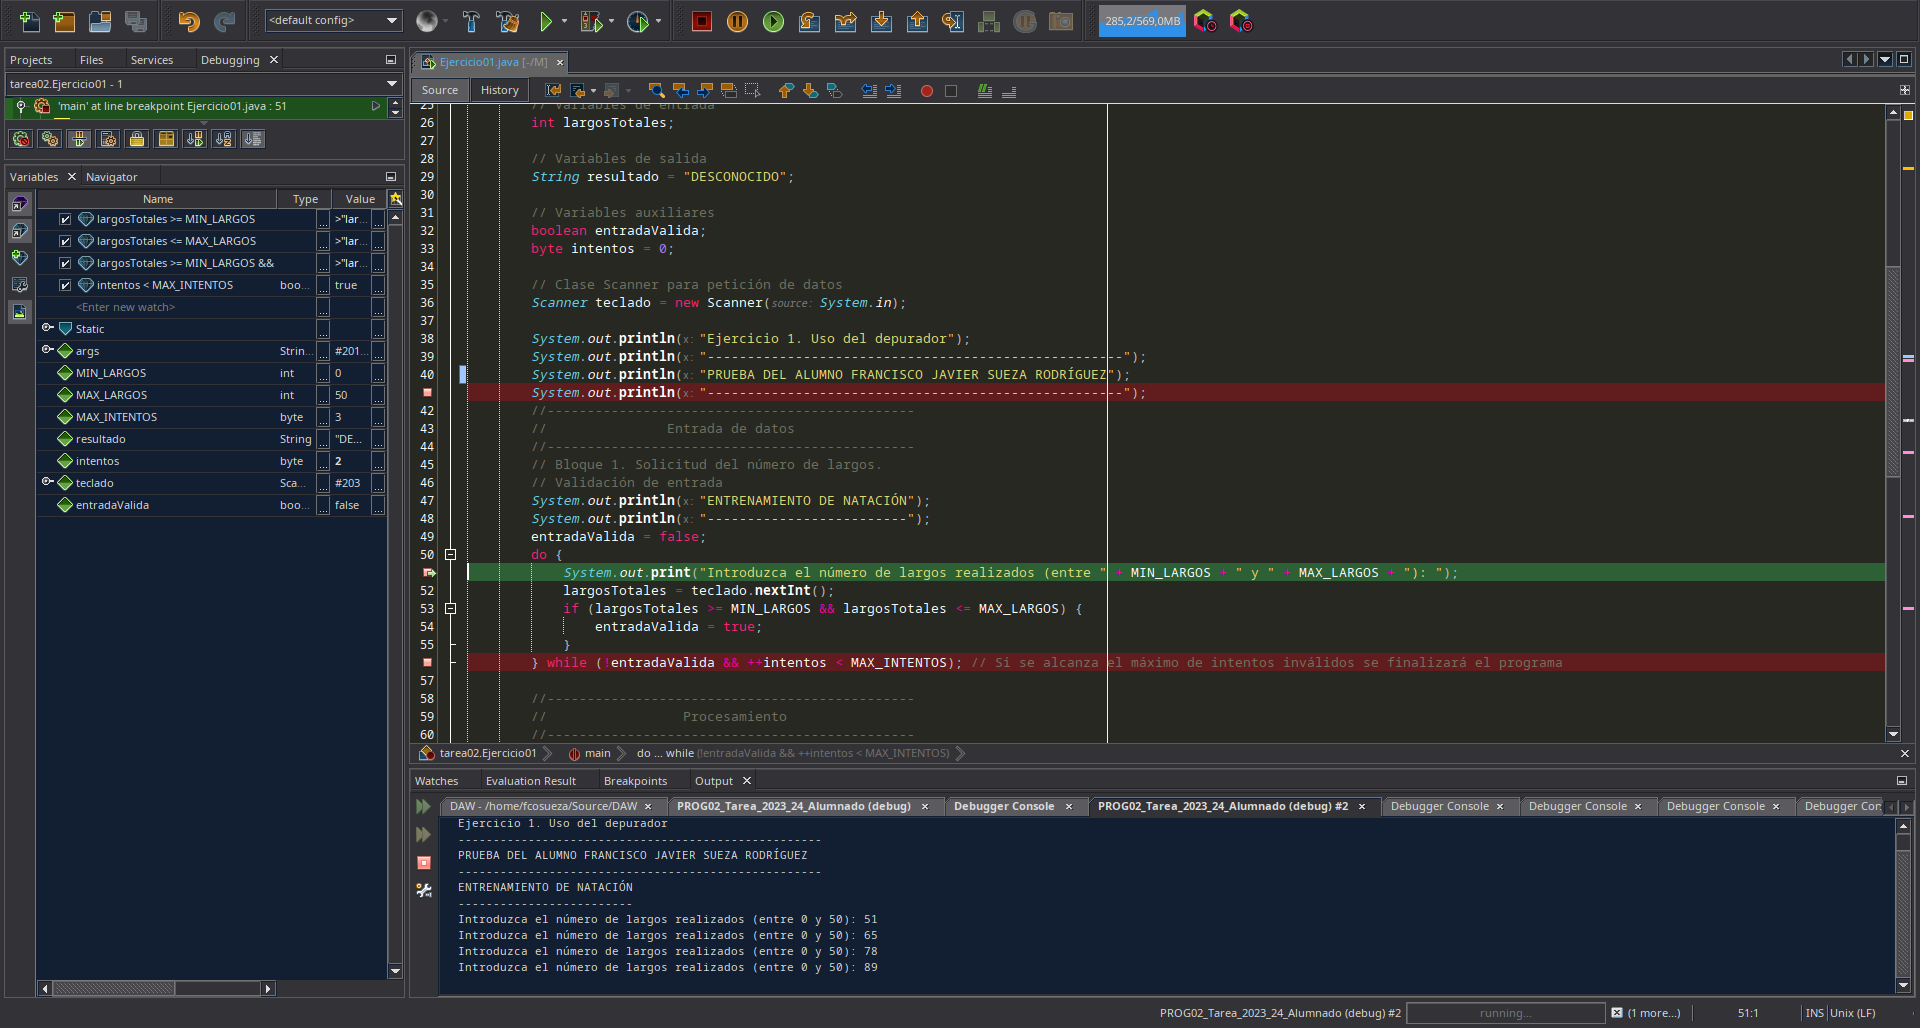 <default config>
285,2/569,0MB
Projects Files Services Debugging
tarea02.Ejercicio01 - 1
'main' at line breakpoint Ejercicio01.java : 51
Variables Navigator
Name Type Value
largosTotales >= MIN_LARGOS ... >"lar... ...
largosTotales <= MAX_LARGOS ... >"lar... ...
largosTotales >= MIN_LARGOS && ... >"lar... ...
intentos < MAX_INTENTOS boo... ... true ...
<Enter new watch> ... ...
Static ... ...
args Strin... ... #201... ...
MIN_LARGOS int ... 0 ...
MAX_LARGOS int ... 50 ...
MAX_INTENTOS byte ... 3 ...
resultado String ... "DE... ...
intentos byte ... 2 ...
teclado Sca... ... #203 ...
entradaValida boo... ... false ...
Ejercicio01.java [-/M]
Source History
25 // Variables de entrada
26 int largosTotales;
27
28 // Variables de salida
29 String resultado = "DESCONOCIDO";
30
31 // Variables auxiliares
32 boolean entradaValida;
33 byte intentos = 0;
34
35 // Clase Scanner para petición de datos
36 Scanner teclado = new Scanner(source: System.in);
37
38 System.out.println(x: "Ejercicio 1. Uso del depurador");
39 System.out.println(x: "----------------------------------------------------");
40 System.out.println(x: "PRUEBA DEL ALUMNO FRANCISCO JAVIER SUEZA RODRÍGUEZ");
System.out.println(x: "----------------------------------------------------");
42 //----------------------------------------------
43 // Entrada de datos
44 //----------------------------------------------
45 // Bloque 1. Solicitud del número de largos.
46 // Validación de entrada
47 System.out.println(x: "ENTRENAMIENTO DE NATACIÓN");
48 System.out.println(x: "-------------------------");
49 entradaValida = false;
50 do {
System.out.print("Introduzca el número de largos realizados (entre " + MIN_LARGOS + " y " + MAX_LARGOS + "): ");
52 largosTotales = teclado.nextInt();
53 if (largosTotales >= MIN_LARGOS && largosTotales <= MAX_LARGOS) {
54 entradaValida = true;
55 }
} while (!entradaValida && ++intentos < MAX_INTENTOS); // Si se alcanza el máximo de intentos inválidos se finalizará el programa
57
58 //----------------------------------------------
59 // Procesamiento
60 //----------------------------------------------
tarea02.Ejercicio01 main do ... while (!entradaValida && ++intentos < MAX_INTENTOS)
Watches Evaluation Result Breakpoints Output
DAW - /home/fcosueza/Source/DAW PROG02_Tarea_2023_24_Alumnado (debug) Debugger Console PROG02_Tarea_2023_24_Alumnado (debug) #2 Debugger Console Debugger Console Debugger Console Debugger Con
Ejercicio 1. Uso del depurador
----------------------------------------------------
PRUEBA DEL ALUMNO FRANCISCO JAVIER SUEZA RODRÍGUEZ
----------------------------------------------------
ENTRENAMIENTO DE NATACIÓN
-------------------------
Introduzca el número de largos realizados (entre 0 y 50): 51
Introduzca el número de largos realizados (entre 0 y 50): 65
Introduzca el número de largos realizados (entre 0 y 50): 78
Introduzca el número de largos realizados (entre 0 y 50): 89
PROG02_Tarea_2023_24_Alumnado (debug) #2 running... (1 more...) 51:1 INS Unix (LF)